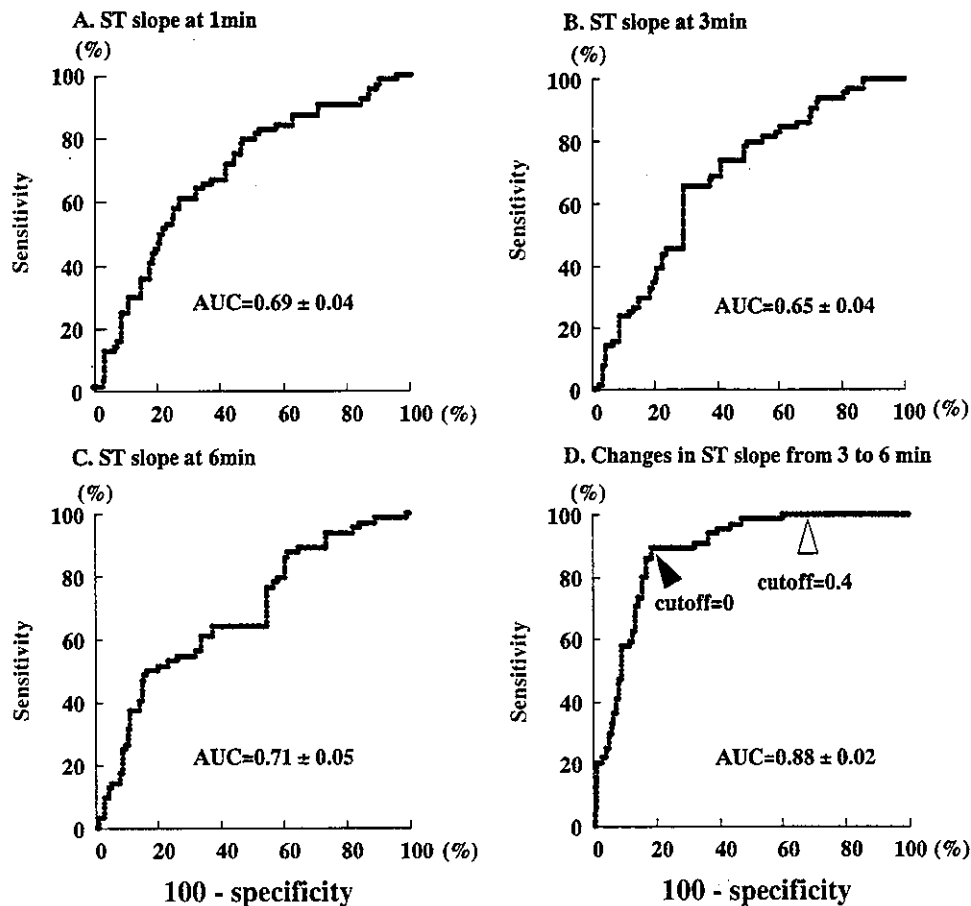 A. ST slope at 1min
(%)
100
80
60
40
20
0
Sensitivity
AUC=0.69 ± 0.04
0 20 40 60 80 100 (%)
B. ST slope at 3min
(%)
100
80
60
40
20
0
Sensitivity
AUC=0.65 ± 0.04
0 20 40 60 80 100 (%)
C. ST slope at 6min
(%)
100
80
60
40
20
0
Sensitivity
AUC=0.71 ± 0.05
0 20 40 60 80 100 (%)
100 - specificity
D. Changes in ST slope from 3 to 6 min
(%)
100
80
60
40
20
0
Sensitivity
cutoff=0
cutoff=0.4
AUC=0.88 ± 0.02
0 20 40 60 80 100 (%)
100 - specificity